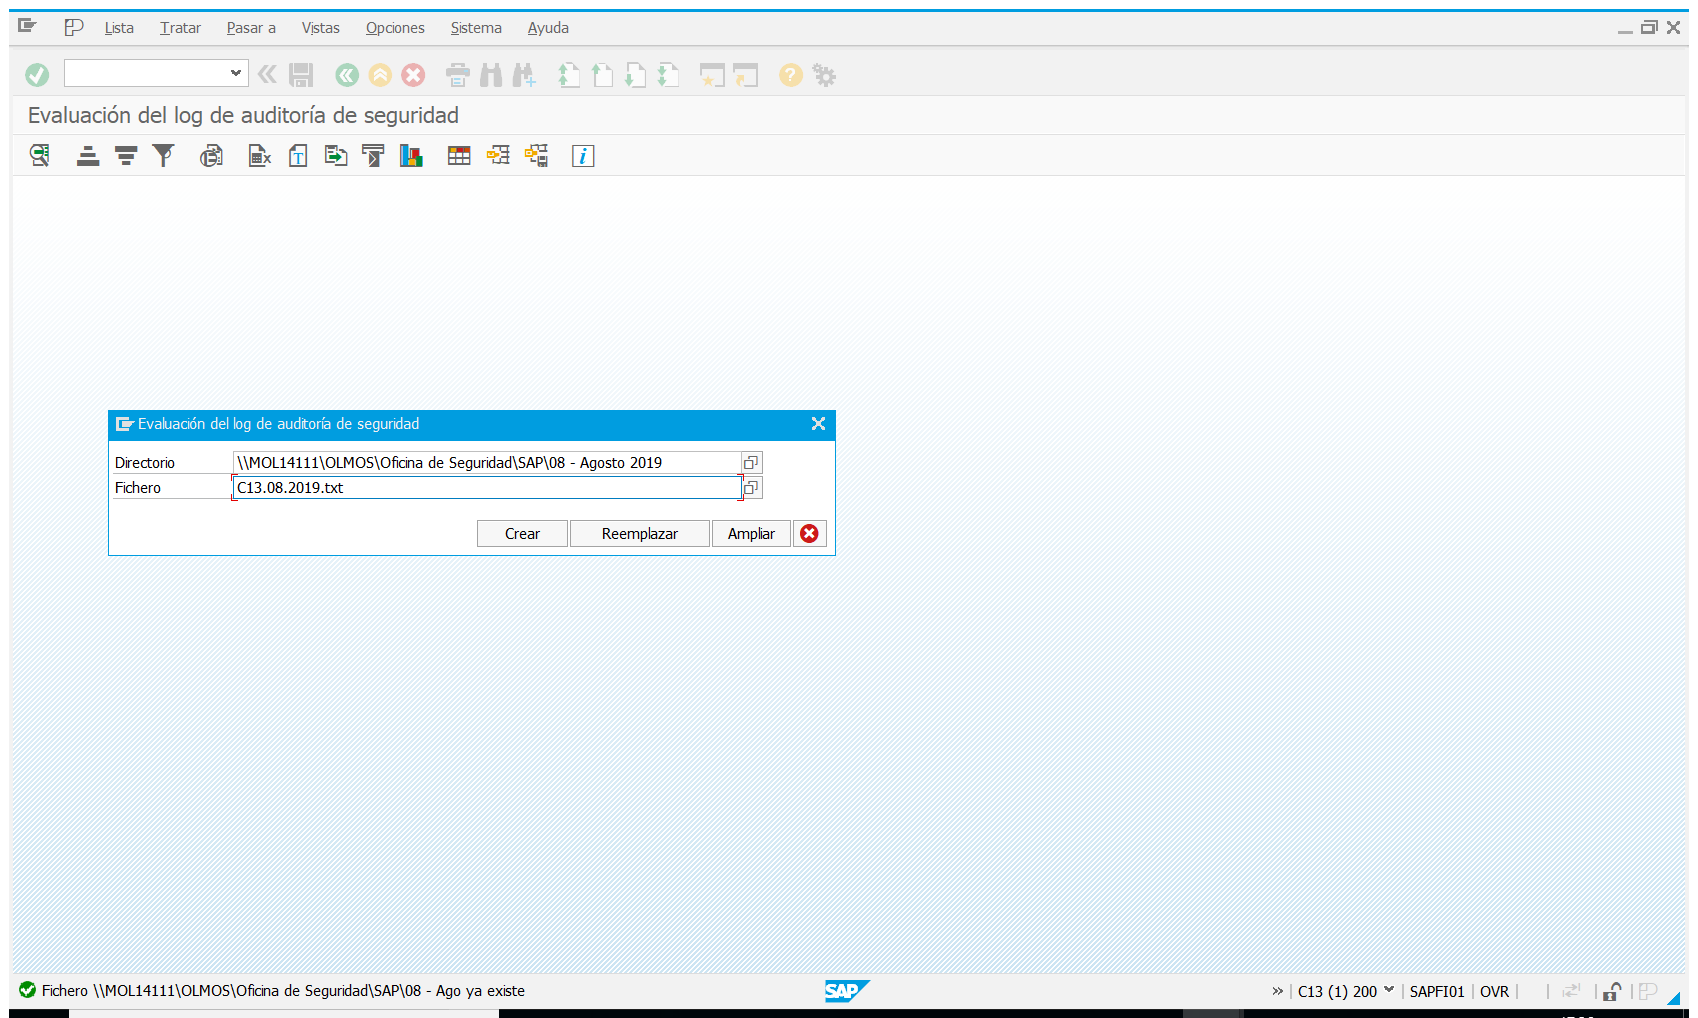 Lista Tratar Pasar a Vistas Opciones Sistema Ayuda
Evaluación del log de auditoría de seguridad
Evaluación del log de auditoría de seguridad
Directorio \\MOL14111\OLMOS\Oficina de Seguridad\SAP\08 - Agosto 2019
Fichero C13.08.2019.txt
Crear Reemplazar Ampliar
Fichero \\MOL14111\OLMOS\Oficina de Seguridad\SAP\08 - Ago ya existe SAP » C13 (1) 200 SAPFI01 OVR